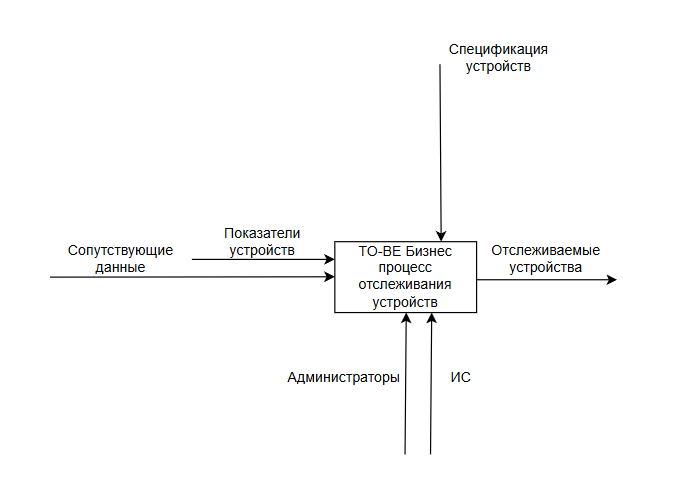 Спецификация
устройств
Показатели
устройств
Сопутствующие
данные
TO-BE Бизнес
процесс
отслеживания
устройств
Отслеживаемые
устройства
Администраторы
ИС